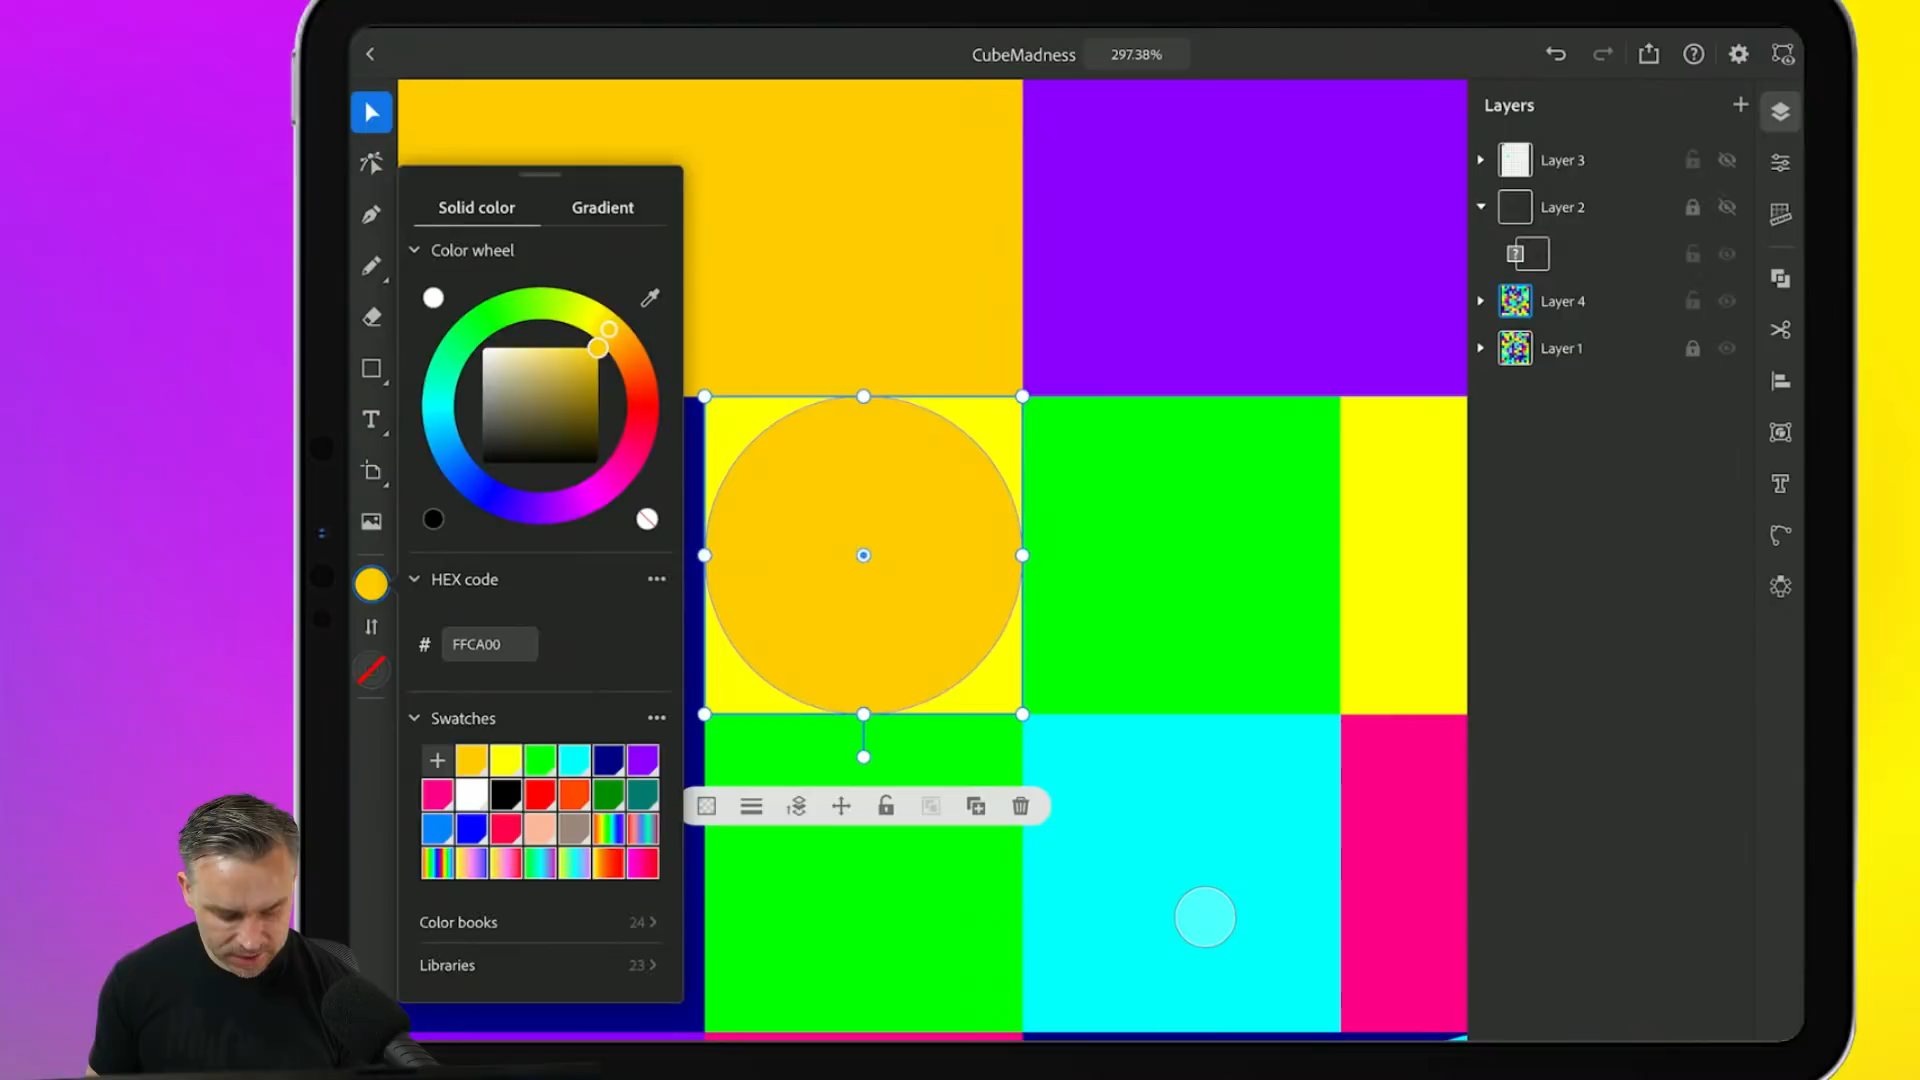 CubeMadness 297.38%
Layers
Layer 3
Layer 2
?
Layer 4
Layer 1
Solid color Gradient
Color wheel
HEX code
# FFCA00
Swatches
Color books 24
Libraries 23